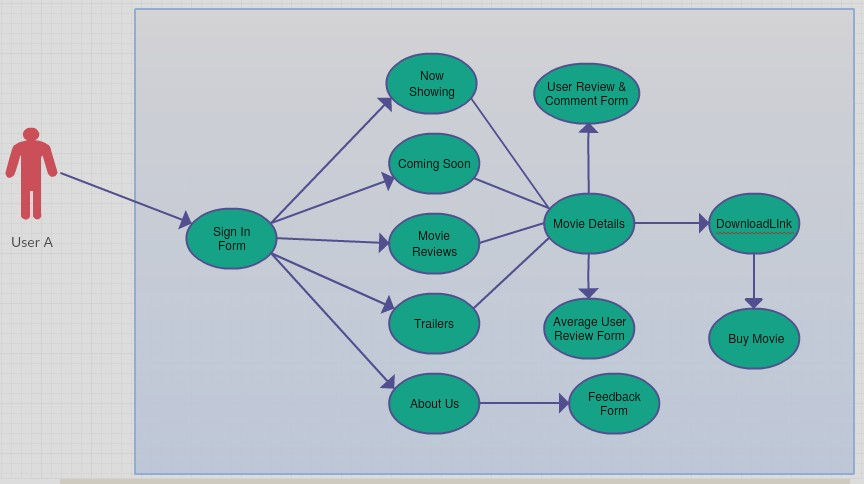 User A
Sign In
Form
Now
Showing
Coming Soon
Movie
Reviews
Trailers
About Us
User Review &
Comment Form
Movie Details
Average User
Review Form
Feedback
Form
DownloadLInk
Buy Movie